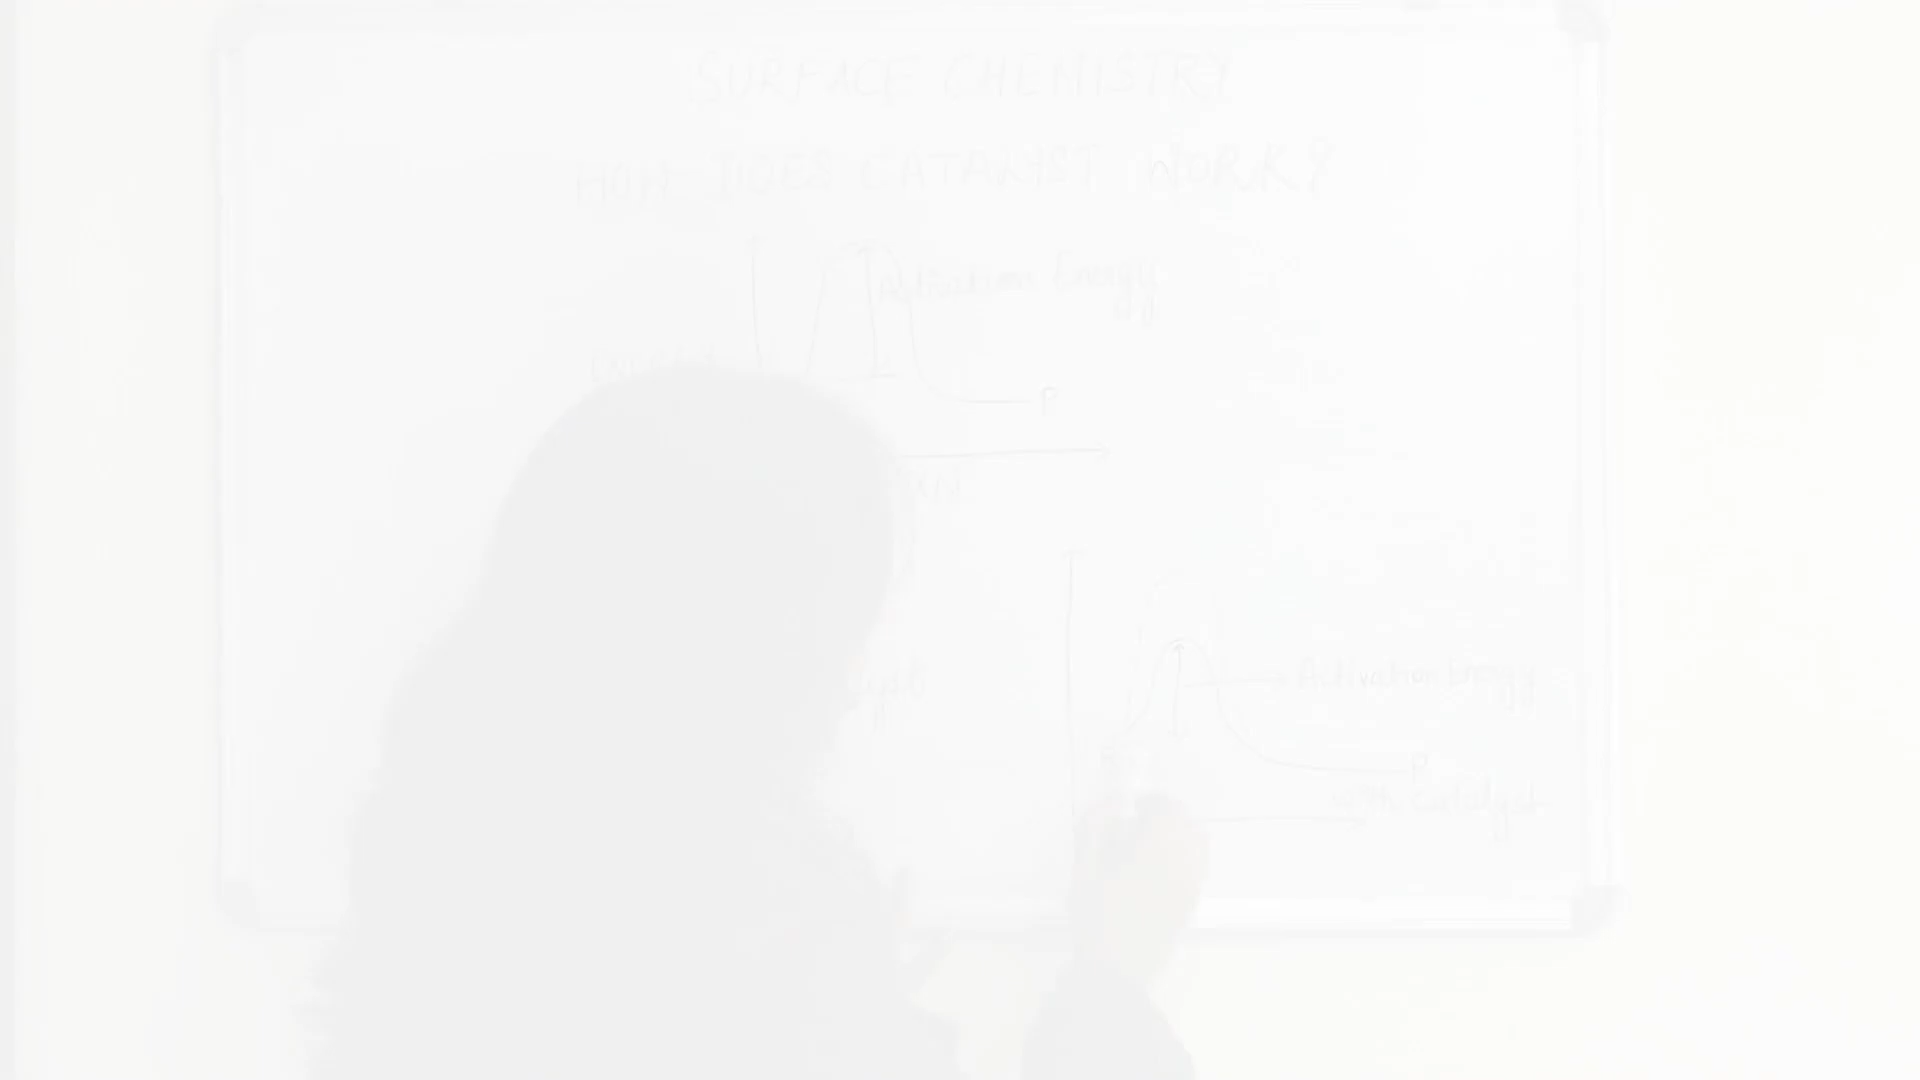 SURFACE CHEMISTRY
HOW DOES CATALYST WORK?
Activation Energy
P
Activation Energy
P
with catalyst